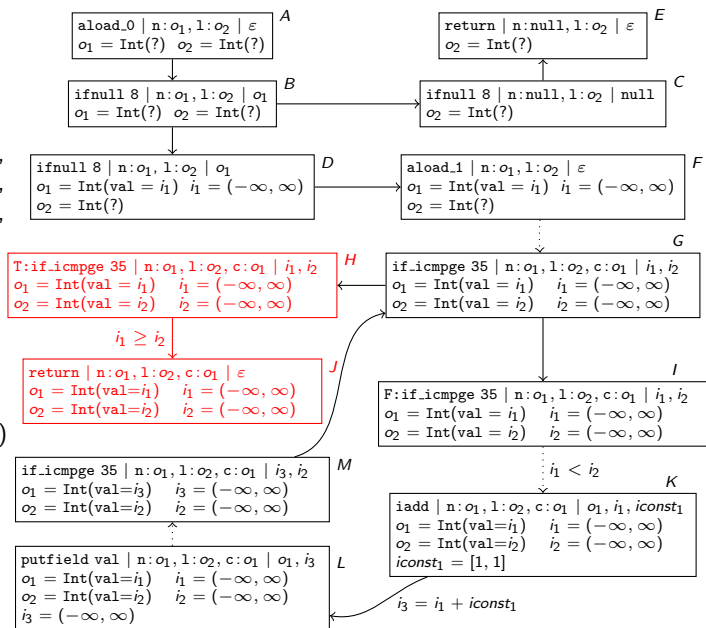 A
aload_0 | n:o₁, l:o₂ | ε
o₁ = Int(?) o₂ = Int(?)
E
return | n:null, l:o₂ | ε
o₂ = Int(?)
B
ifnull 8 | n:o₁, l:o₂ | o₁
o₁ = Int(?) o₂ = Int(?)
C
ifnull 8 | n:null, l:o₂ | null
o₂ = Int(?)
D
ifnull 8 | n:o₁, l:o₂ | o₁
o₁ = Int(val = i₁) i₁ = (−∞, ∞)
o₂ = Int(?)
F
aload_1 | n:o₁, l:o₂ | ε
o₁ = Int(val = i₁) i₁ = (−∞, ∞)
o₂ = Int(?)
,
,
,
G
if_icmpge 35 | n:o₁, l:o₂, c:o₁ | i₁, i₂
o₁ = Int(val = i₁) i₁ = (−∞, ∞)
o₂ = Int(val = i₂) i₂ = (−∞, ∞)
H
T:if_icmpge 35 | n:o₁, l:o₂, c:o₁ | i₁, i₂
o₁ = Int(val = i₁) i₁ = (−∞, ∞)
o₂ = Int(val = i₂) i₂ = (−∞, ∞)
i₁ ≥ i₂
J
return | n:o₁, l:o₂, c:o₁ | ε
o₁ = Int(val=i₁) i₁ = (−∞, ∞)
o₂ = Int(val=i₂) i₂ = (−∞, ∞)
I
F:if_icmpge 35 | n:o₁, l:o₂, c:o₁ | i₁, i₂
o₁ = Int(val = i₁) i₁ = (−∞, ∞)
o₂ = Int(val = i₂) i₂ = (−∞, ∞)
)
i₁ < i₂
M
if_icmpge 35 | n:o₁, l:o₂, c:o₁ | i₃, i₂
o₁ = Int(val=i₃) i₃ = (−∞, ∞)
o₂ = Int(val=i₂) i₂ = (−∞, ∞)
K
iadd | n:o₁, l:o₂, c:o₁ | o₁, i₁, iconst₁
o₁ = Int(val=i₁) i₁ = (−∞, ∞)
o₂ = Int(val=i₂) i₂ = (−∞, ∞)
iconst₁ = [1, 1]
L
putfield val | n:o₁, l:o₂, c:o₁ | o₁, i₃
o₁ = Int(val=i₁) i₁ = (−∞, ∞)
o₂ = Int(val=i₂) i₂ = (−∞, ∞)
i₃ = (−∞, ∞)
i₃ = i₁ + iconst₁